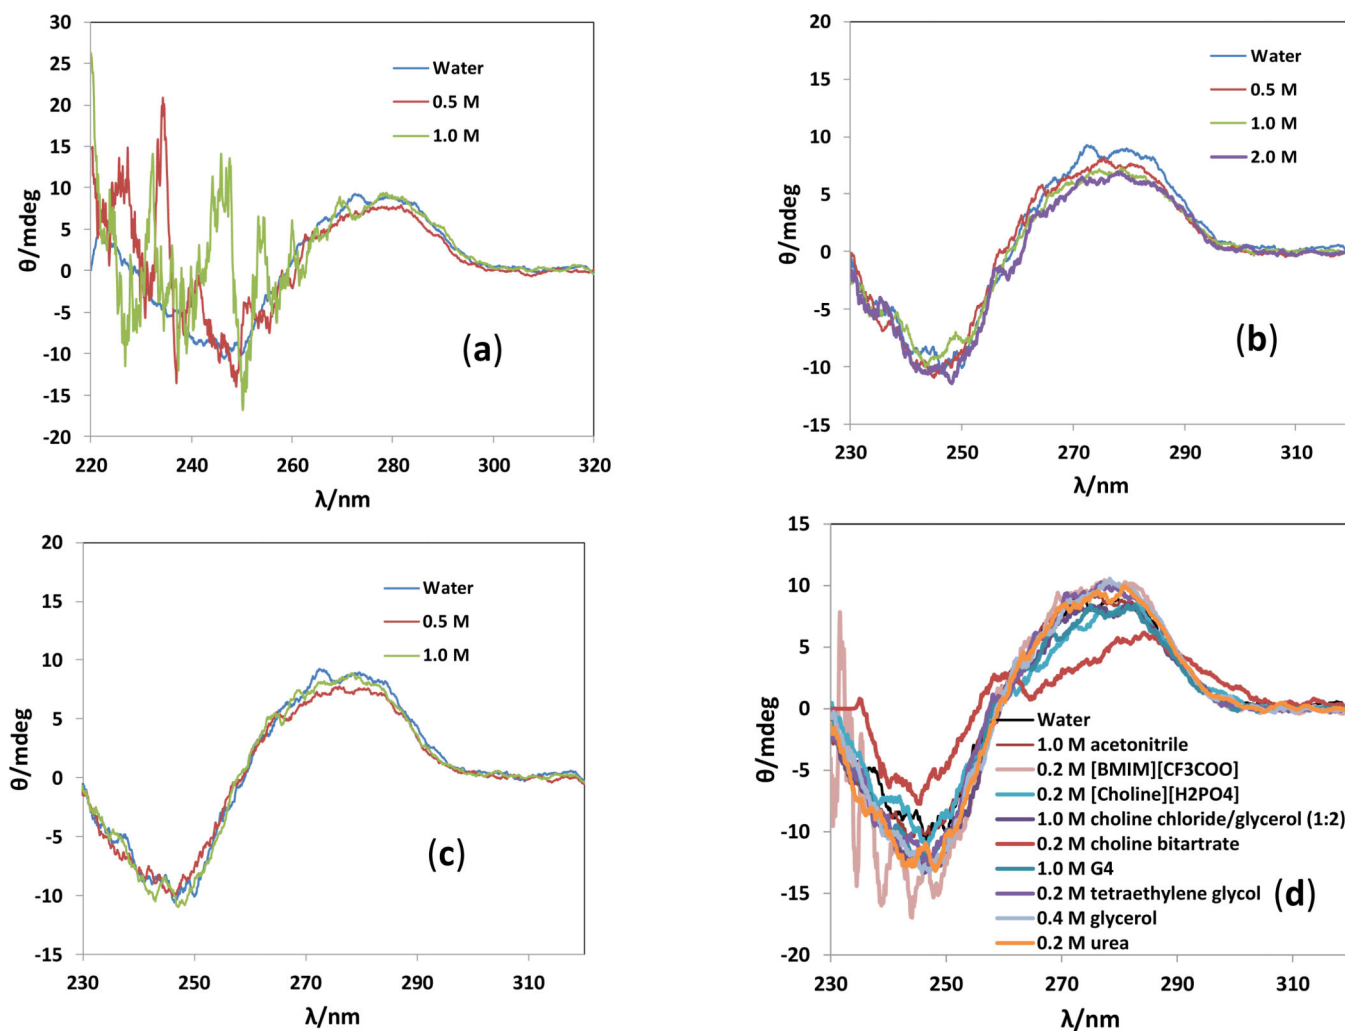 30
25
20
15
10
5
0
-5
-10
-15
-20
θ/mdeg
Water
0.5 M
1.0 M
(a)
220 240 260 280 300 320
λ/nm
20
15
10
5
0
-5
-10
-15
θ/mdeg
Water
0.5 M
1.0 M
2.0 M
(b)
230 250 270 290 310
λ/nm
20
15
10
5
0
-5
-10
-15
θ/mdeg
Water
0.5 M
1.0 M
(c)
230 250 270 290 310
λ/nm
15
10
5
0
-5
-10
-15
-20
θ/mdeg
Water
1.0 M acetonitrile
0.2 M [BMIM][CF3COO]
0.2 M [Choline][H2PO4]
1.0 M choline chloride/glycerol (1:2)
0.2 M choline bitartrate
1.0 M G4
0.2 M tetraethylene glycol
0.4 M glycerol
0.2 M urea
(d)
230 250 270 290 310
λ/nm